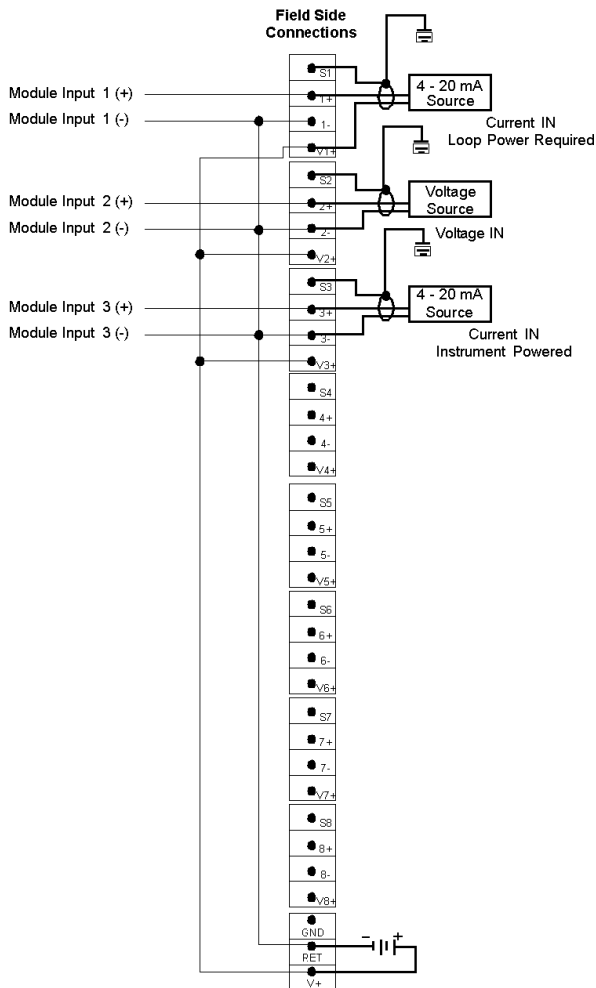 Field Side
Connections
S1
Module Input 1 (+)
1+
4 - 20 mA
Source
Module Input 1 (-)
1-
Current IN
Loop Power Required
V1+
S2
Module Input 2 (+)
2+
Voltage
Source
Module Input 2 (-)
2-
Voltage IN
V2+
S3
Module Input 3 (+)
3+
4 - 20 mA
Source
Module Input 3 (-)
3-
Current IN
Instrument Powered
V3+
S4
4+
4-
V4+
S5
5+
5-
V5+
S6
6+
6-
V6+
S7
7+
7-
V7+
S8
8+
8-
V8+
GND
- +
RET
V+